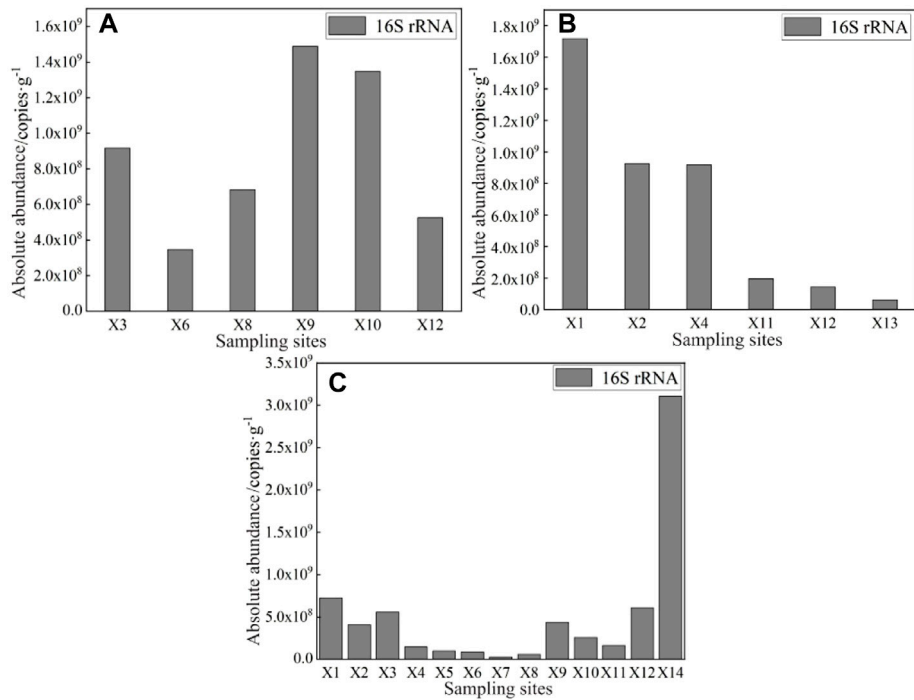 A
16S rRNA
Absolute abundance/copies·g⁻¹
1.6x10⁹
1.4x10⁹
1.2x10⁹
1.0x10⁹
8.0x10⁸
6.0x10⁸
4.0x10⁸
2.0x10⁸
0.0
X3 X6 X8 X9 X10 X12
Sampling sites
B
16S rRNA
Absolute abundance/copies·g⁻¹
1.8x10⁹
1.6x10⁹
1.4x10⁹
1.2x10⁹
1.0x10⁹
8.0x10⁸
6.0x10⁸
4.0x10⁸
2.0x10⁸
0.0
X1 X2 X4 X11 X12 X13
Sampling sites
C
16S rRNA
Absolute abundance/copies·g⁻¹
3.5x10⁹
3.0x10⁹
2.5x10⁹
2.0x10⁹
1.5x10⁹
1.0x10⁹
5.0x10⁸
0.0
X1 X2 X3 X4 X5 X6 X7 X8 X9 X10 X11 X12 X14
Sampling sites